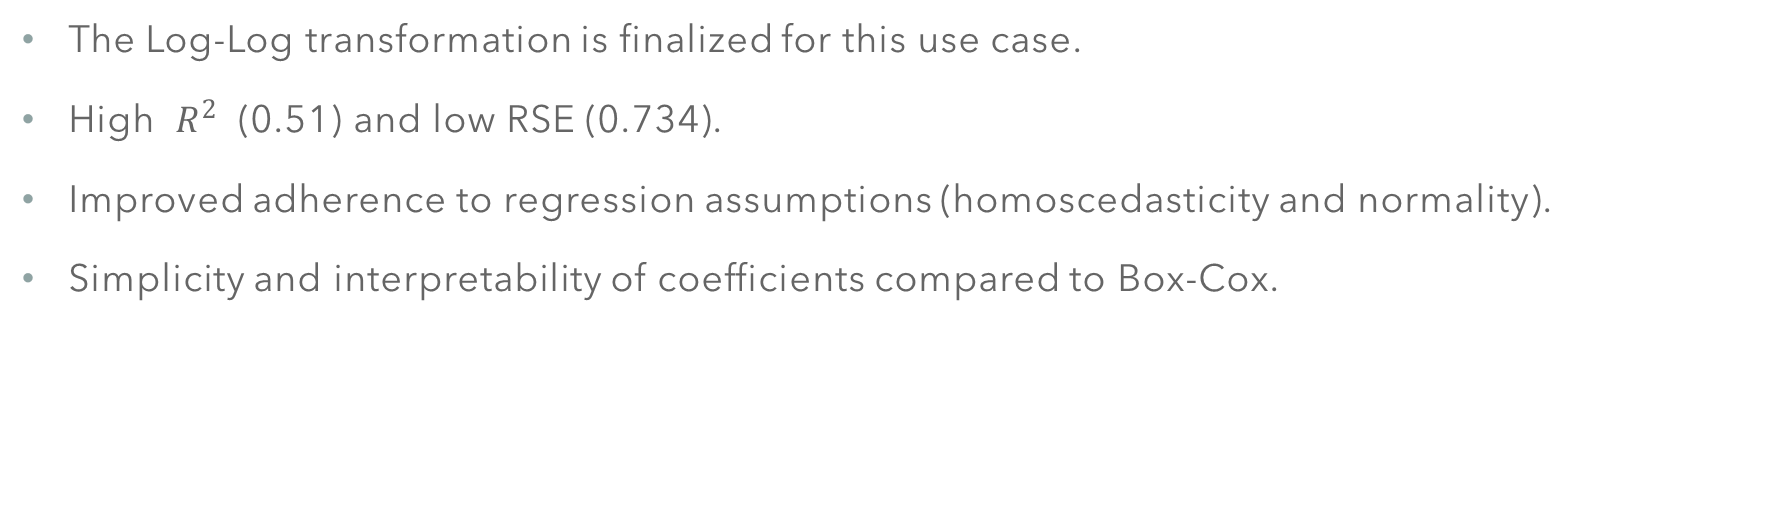 • The Log-Log transformation is finalized for this use case.
• High R² (0.51) and low RSE (0.734).
• Improved adherence to regression assumptions (homoscedasticity and normality).
• Simplicity and interpretability of coefficients compared to Box-Cox.